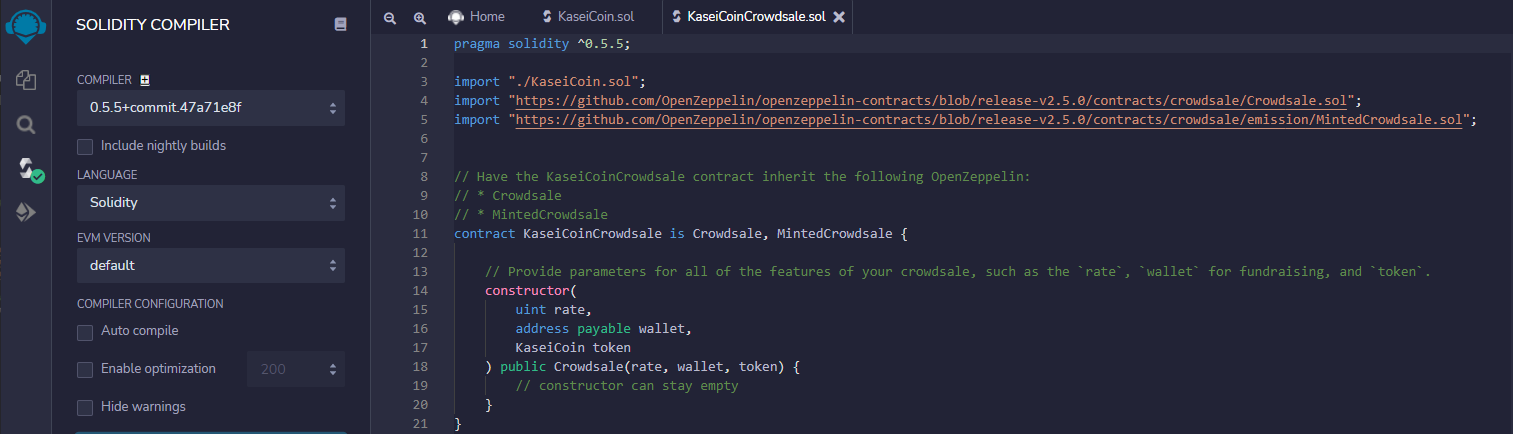 SOLIDITY COMPILER
COMPILER
0.5.5+commit.47a71e8f
Include nightly builds
LANGUAGE
Solidity
EVM VERSION
default
COMPILER CONFIGURATION
Auto compile
Enable optimization
200
Hide warnings
Home
KaseiCoin.sol
KaseiCoinCrowdsale.sol
1 pragma solidity ^0.5.5;
2
3 import "./KaseiCoin.sol";
4 import "https://github.com/OpenZeppelin/openzeppelin-contracts/blob/release-v2.5.0/contracts/crowdsale/Crowdsale.sol";
5 import "https://github.com/OpenZeppelin/openzeppelin-contracts/blob/release-v2.5.0/contracts/crowdsale/emission/MintedCrowdsale.sol";
6
7
8 // Have the KaseiCoinCrowdsale contract inherit the following OpenZeppelin:
9 // * Crowdsale
10 // * MintedCrowdsale
11 contract KaseiCoinCrowdsale is Crowdsale, MintedCrowdsale {
12
13 // Provide parameters for all of the features of your crowdsale, such as the `rate`, `wallet` for fundraising, and `token`.
14 constructor(
15 uint rate,
16 address payable wallet,
17 KaseiCoin token
18 ) public Crowdsale(rate, wallet, token) {
19 // constructor can stay empty
20 }
21 }